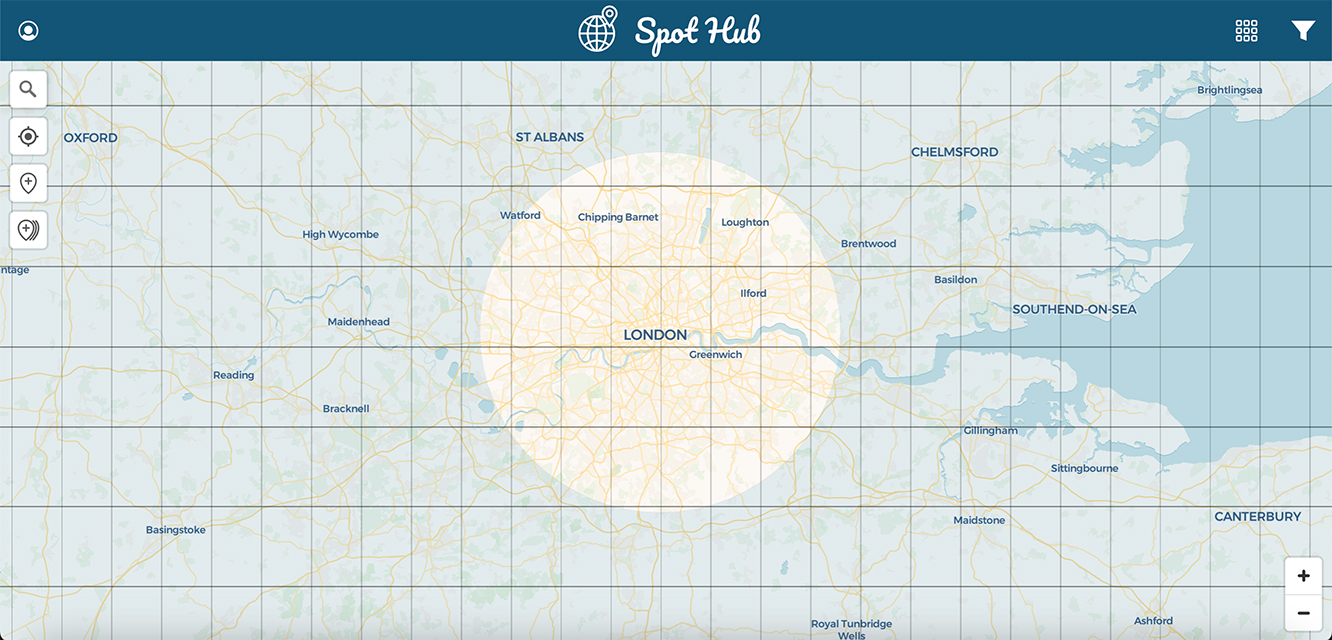 Spot Hub
Brightlingsea
OXFORD
ST ALBANS
CHELMSFORD
Watford
Chipping Barnet
Loughton
High Wycombe
Brentwood
ntage
Basildon
Ilford
SOUTHEND-ON-SEA
Maidenhead
LONDON
Greenwich
Reading
Bracknell
Gillingham
Sittingbourne
CANTERBURY
Maidstone
Basingstoke
Ashford
Royal Tunbridge
Wells